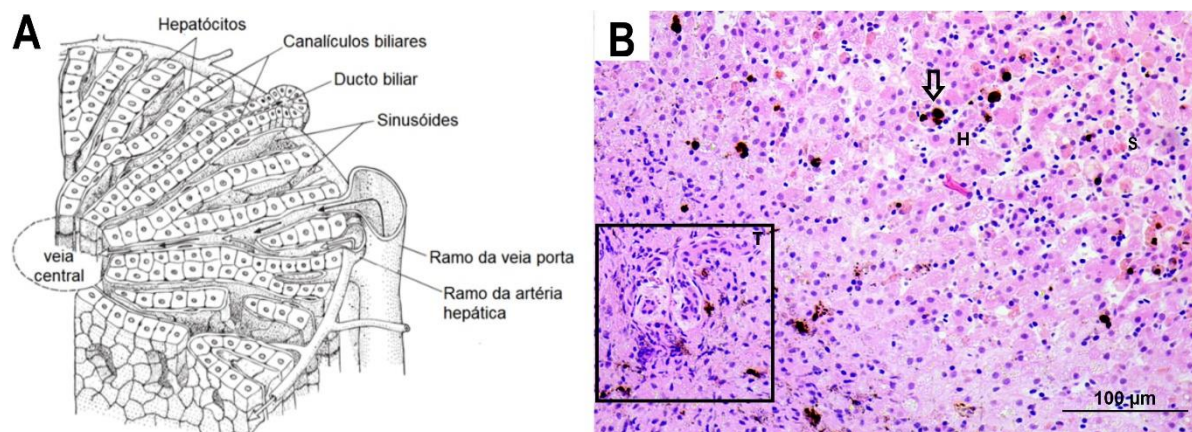 A
Hepatócitos
Canalículos biliares
Ducto biliar
Sinusóides
veia
central
Ramo da veia porta
Ramo da artéria
hepática
B
H
S
T
100 µm